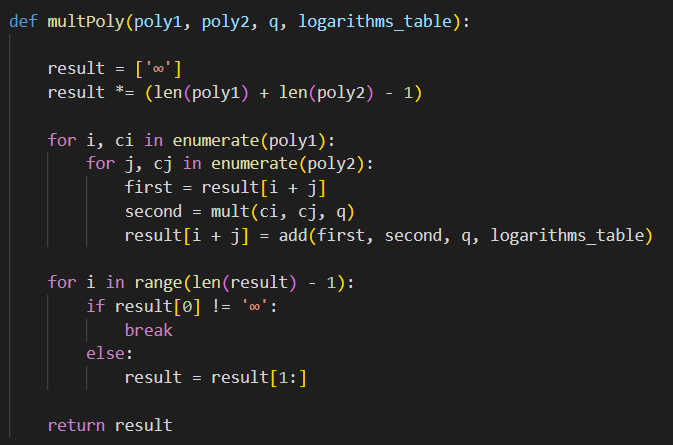 def multPoly(poly1, poly2, q, logarithms_table):
result = ['∞']
result *= (len(poly1) + len(poly2) - 1)
for i, ci in enumerate(poly1):
for j, cj in enumerate(poly2):
first = result[i + j]
second = mult(ci, cj, q)
result[i + j] = add(first, second, q, logarithms_table)
for i in range(len(result) - 1):
if result[0] != '∞':
break
else:
result = result[1:]
return result